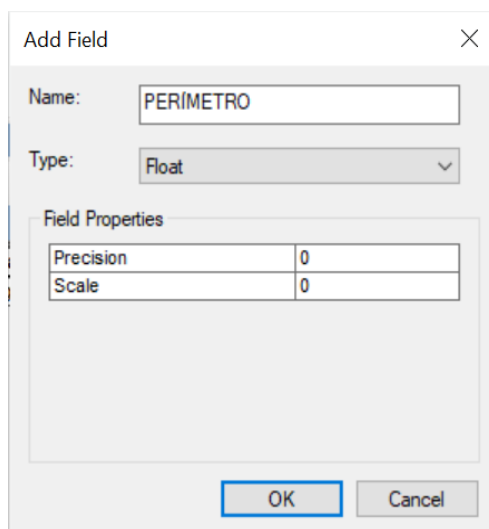 Add Field
Name: PERÍMETRO
Type: Float
Field Properties
Precision 0
Scale 0
OK Cancel